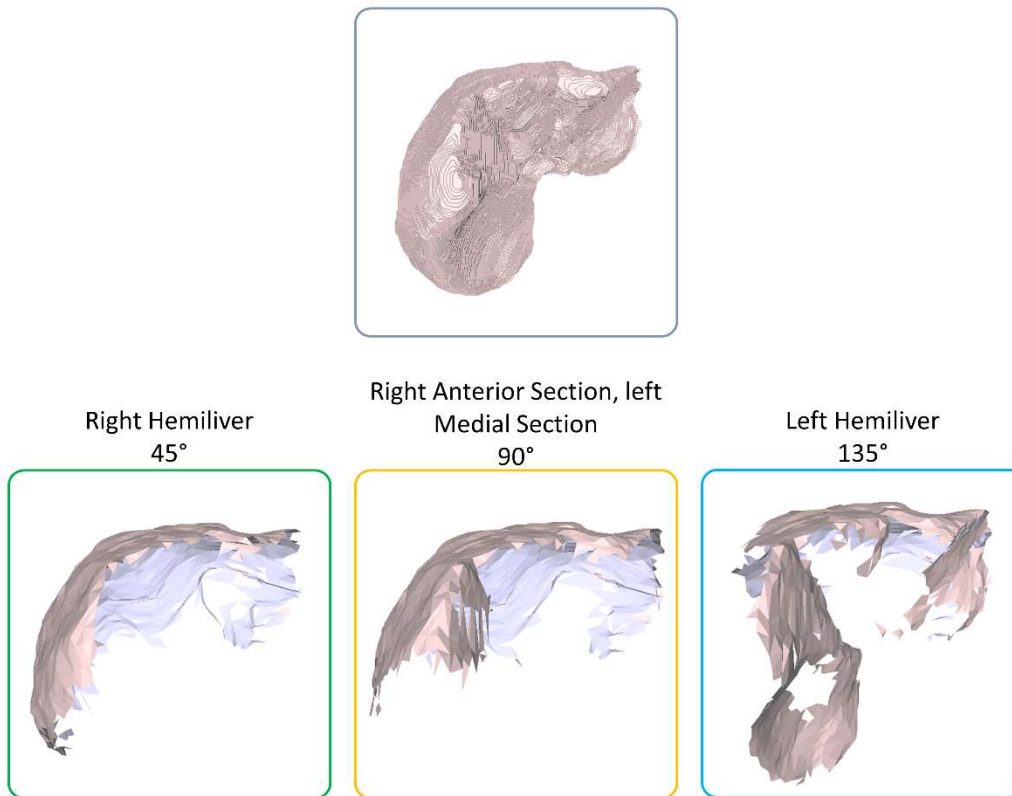 Right Anterior Section, left
Medial Section
90°
Right Hemiliver
45°
Left Hemiliver
135°